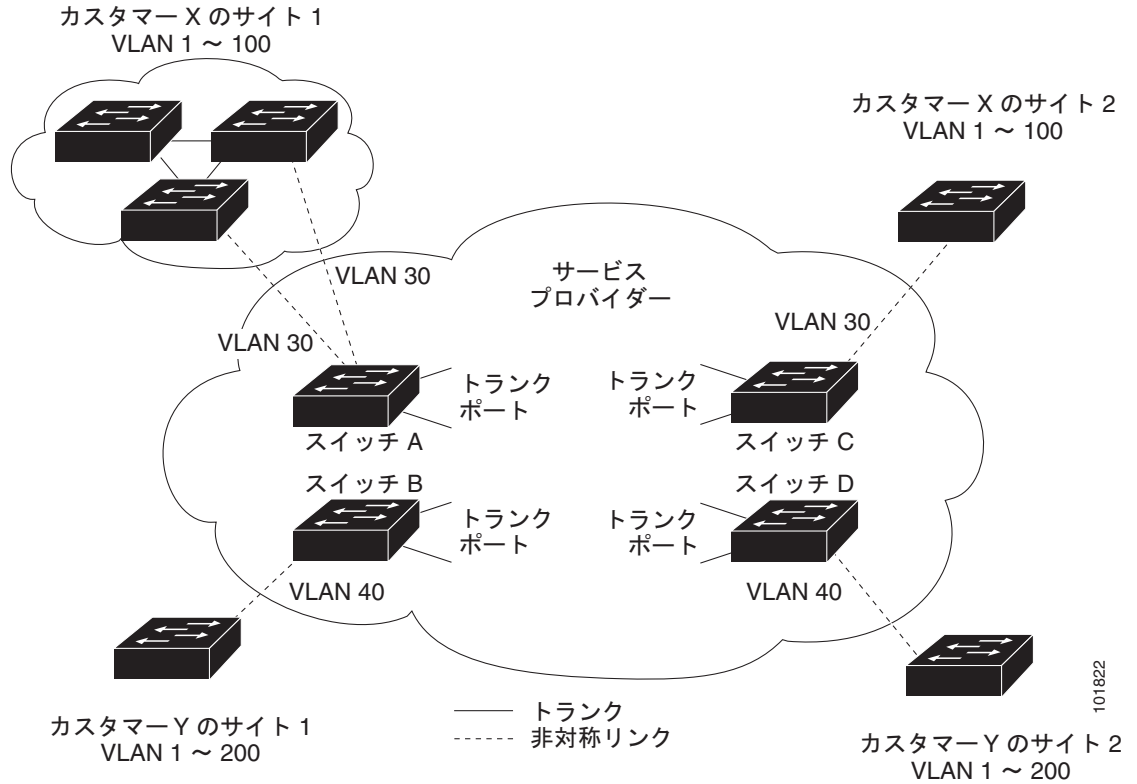 カスタマー X のサイト 1
VLAN 1 ～ 100
カスタマー X のサイト 2
VLAN 1 ～ 100
VLAN 30
サービス
プロバイダー
VLAN 30
VLAN 30
トランク
ポート
トランク
ポート
スイッチ A
スイッチ C
スイッチ B
スイッチ D
トランク
ポート
トランク
ポート
VLAN 40
VLAN 40
カスタマー Y のサイト 1
VLAN 1 ～ 200
トランク
非対称リンク
カスタマー Y のサイト 2
VLAN 1 ～ 200
101822